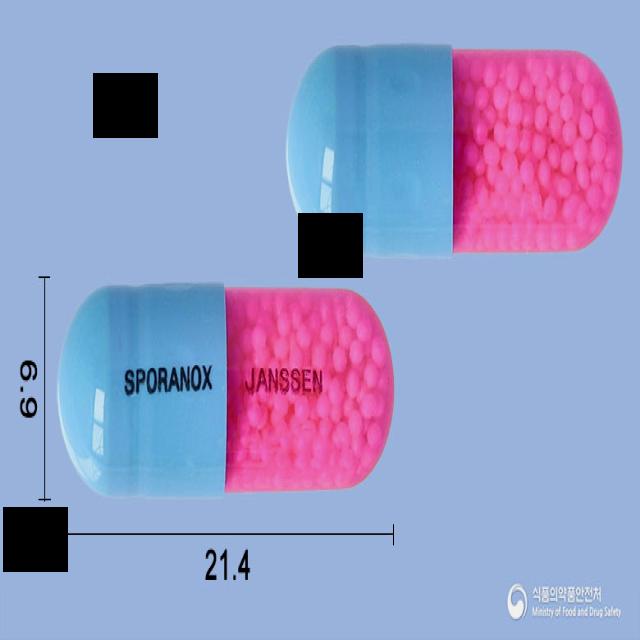 SPORANOX JANSSEN
6.9
21.4
식품의약품안전처
Ministry of Food and Drug Safety